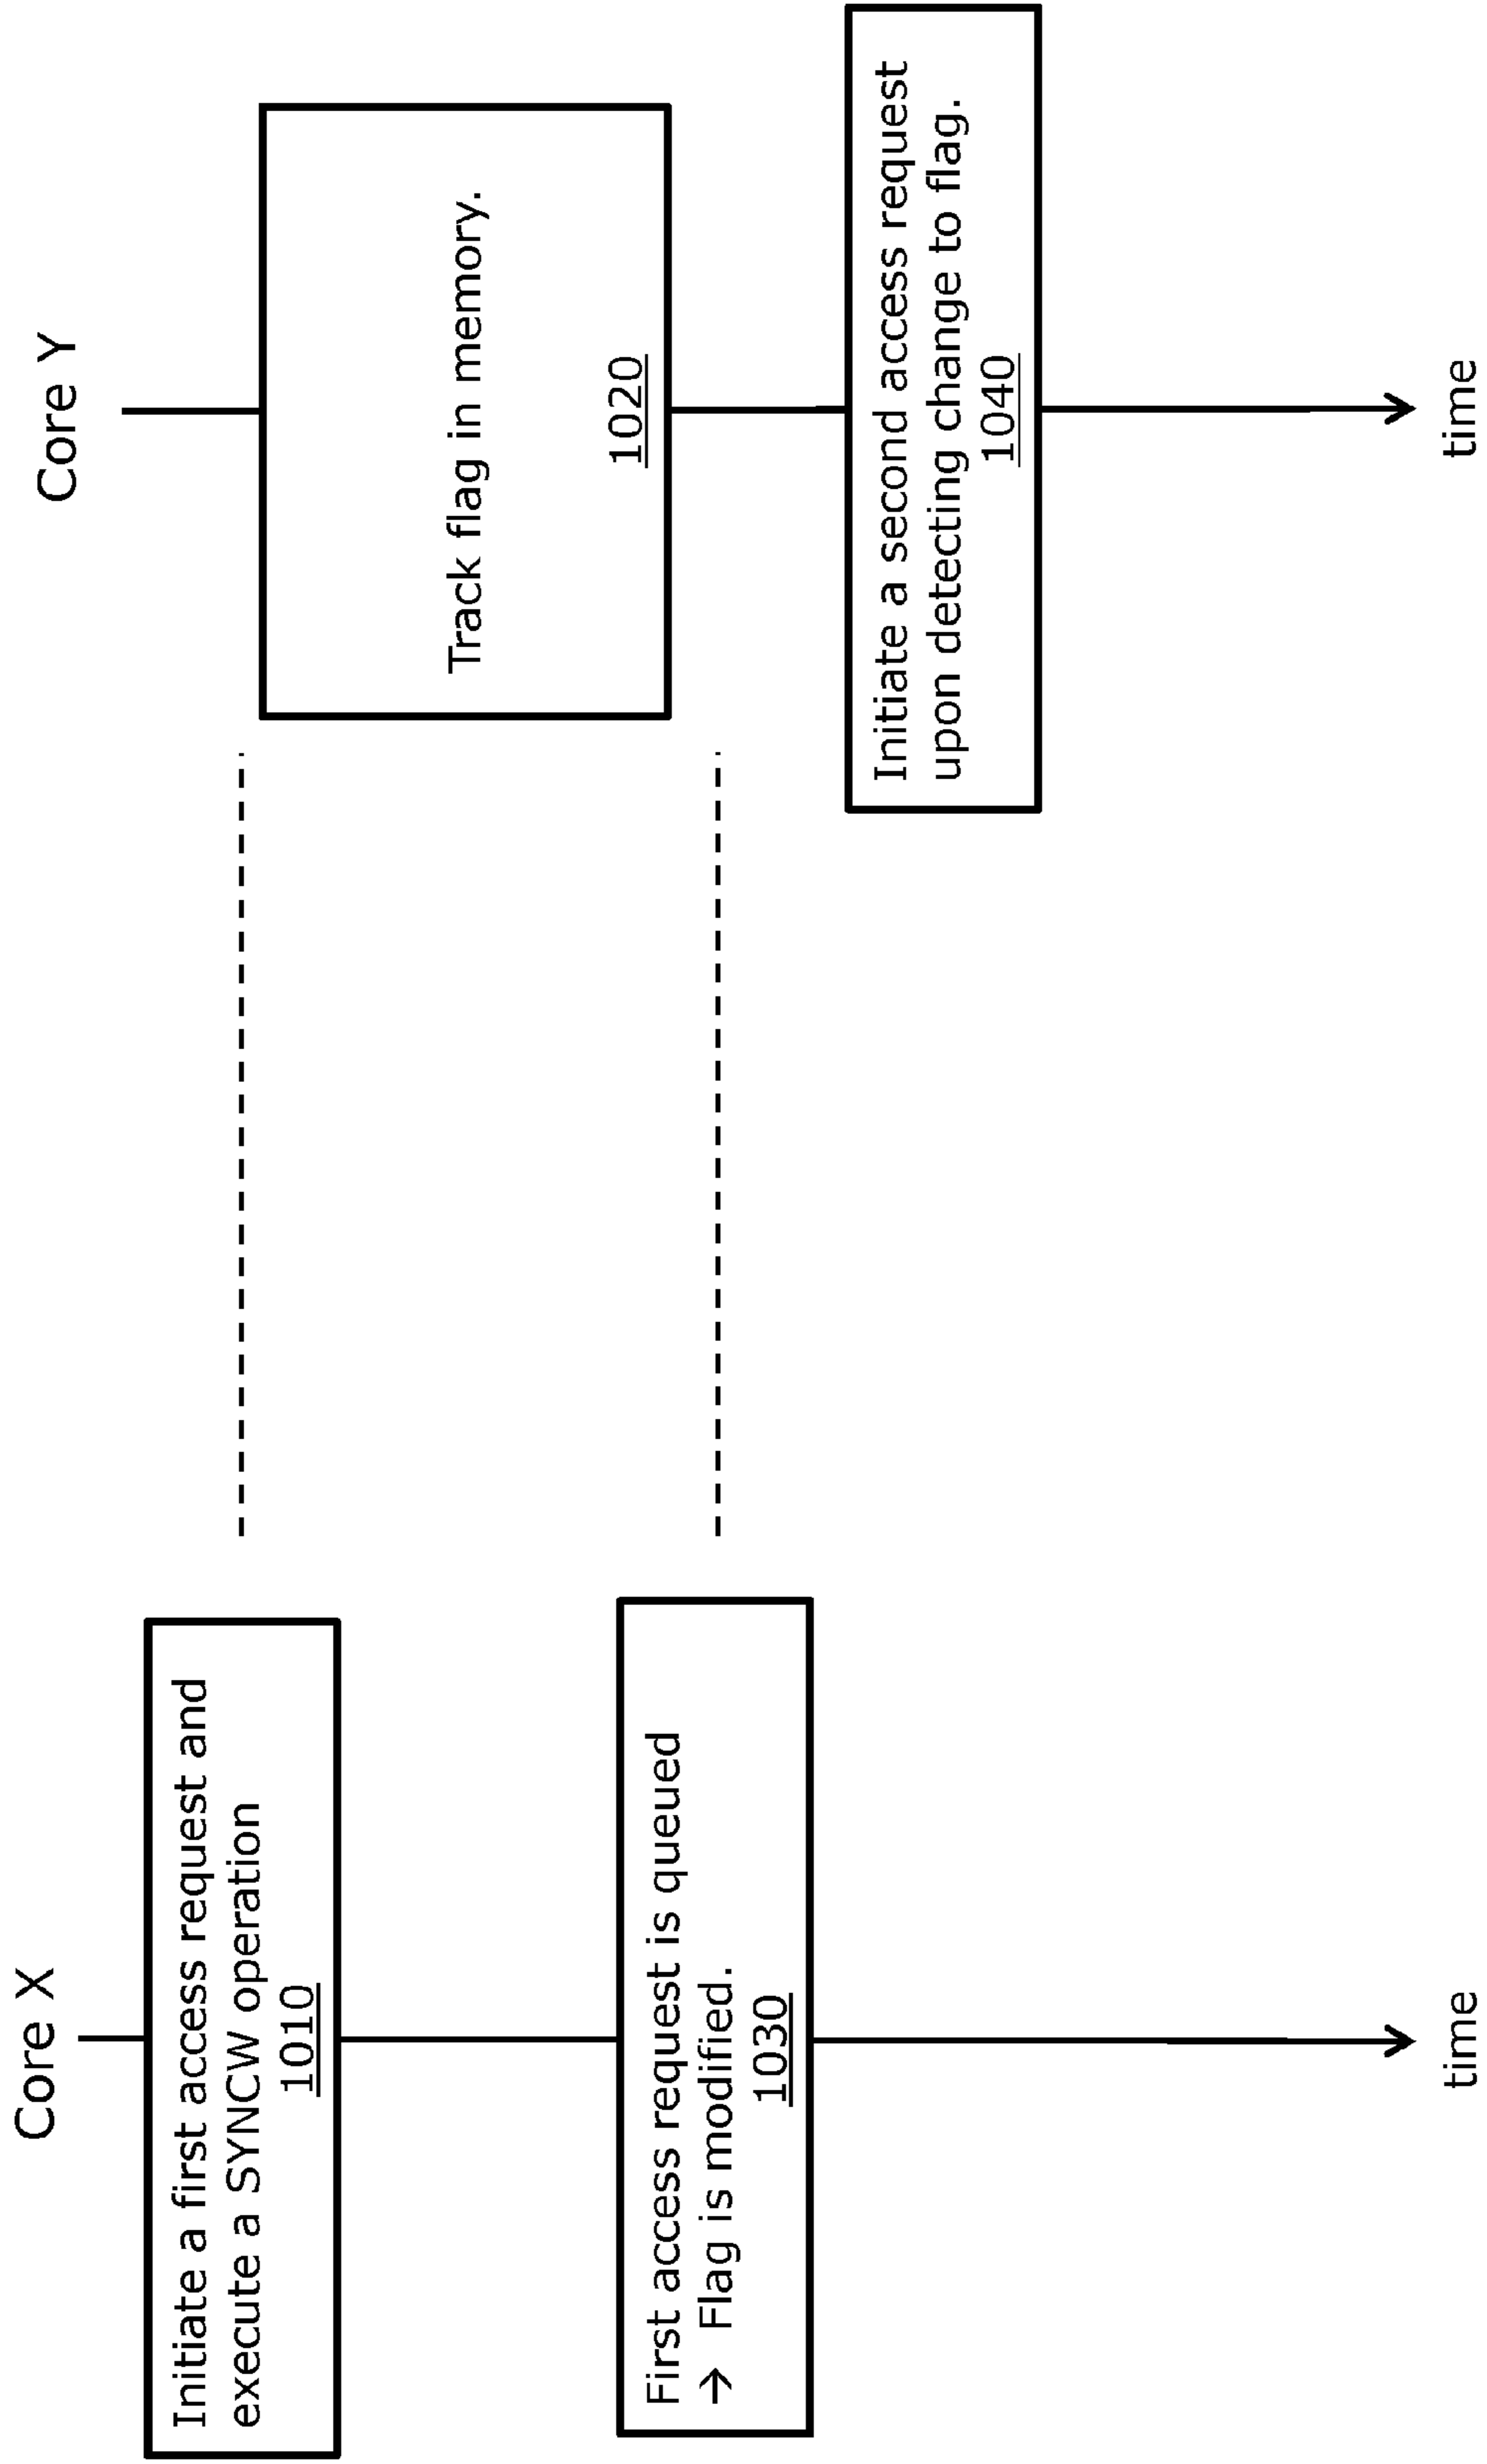 Core X
Core Y
Initiate a first access request and
execute a SYNCW operation
1010
Track flag in memory.
1020
First access request is queued
→ Flag is modified.
1030
Initiate a second access request
upon detecting change to flag.
1040
time
time